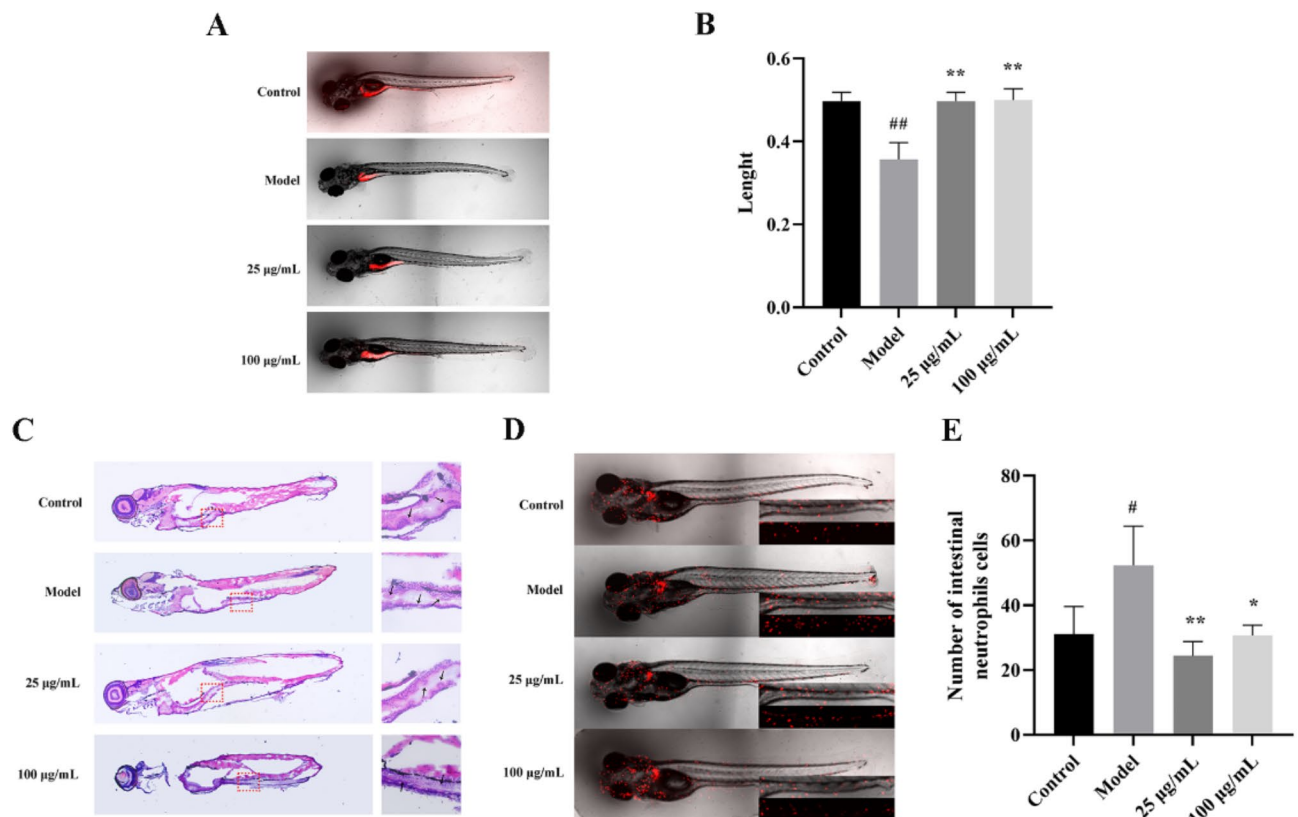 A
Control
Model
25 μg/mL
100 μg/mL
B
Lenght
0.6
0.4
0.2
0.0
##
**
**
Control
Model
25 μg/mL
100 μg/mL
C
Control
Model
25 μg/mL
100 μg/mL
D
Control
Model
25 μg/mL
100 μg/mL
E
Number of intestinal
neutrophils cells
80
60
40
20
0
#
**
*
Control
Model
25 μg/mL
100 μg/mL